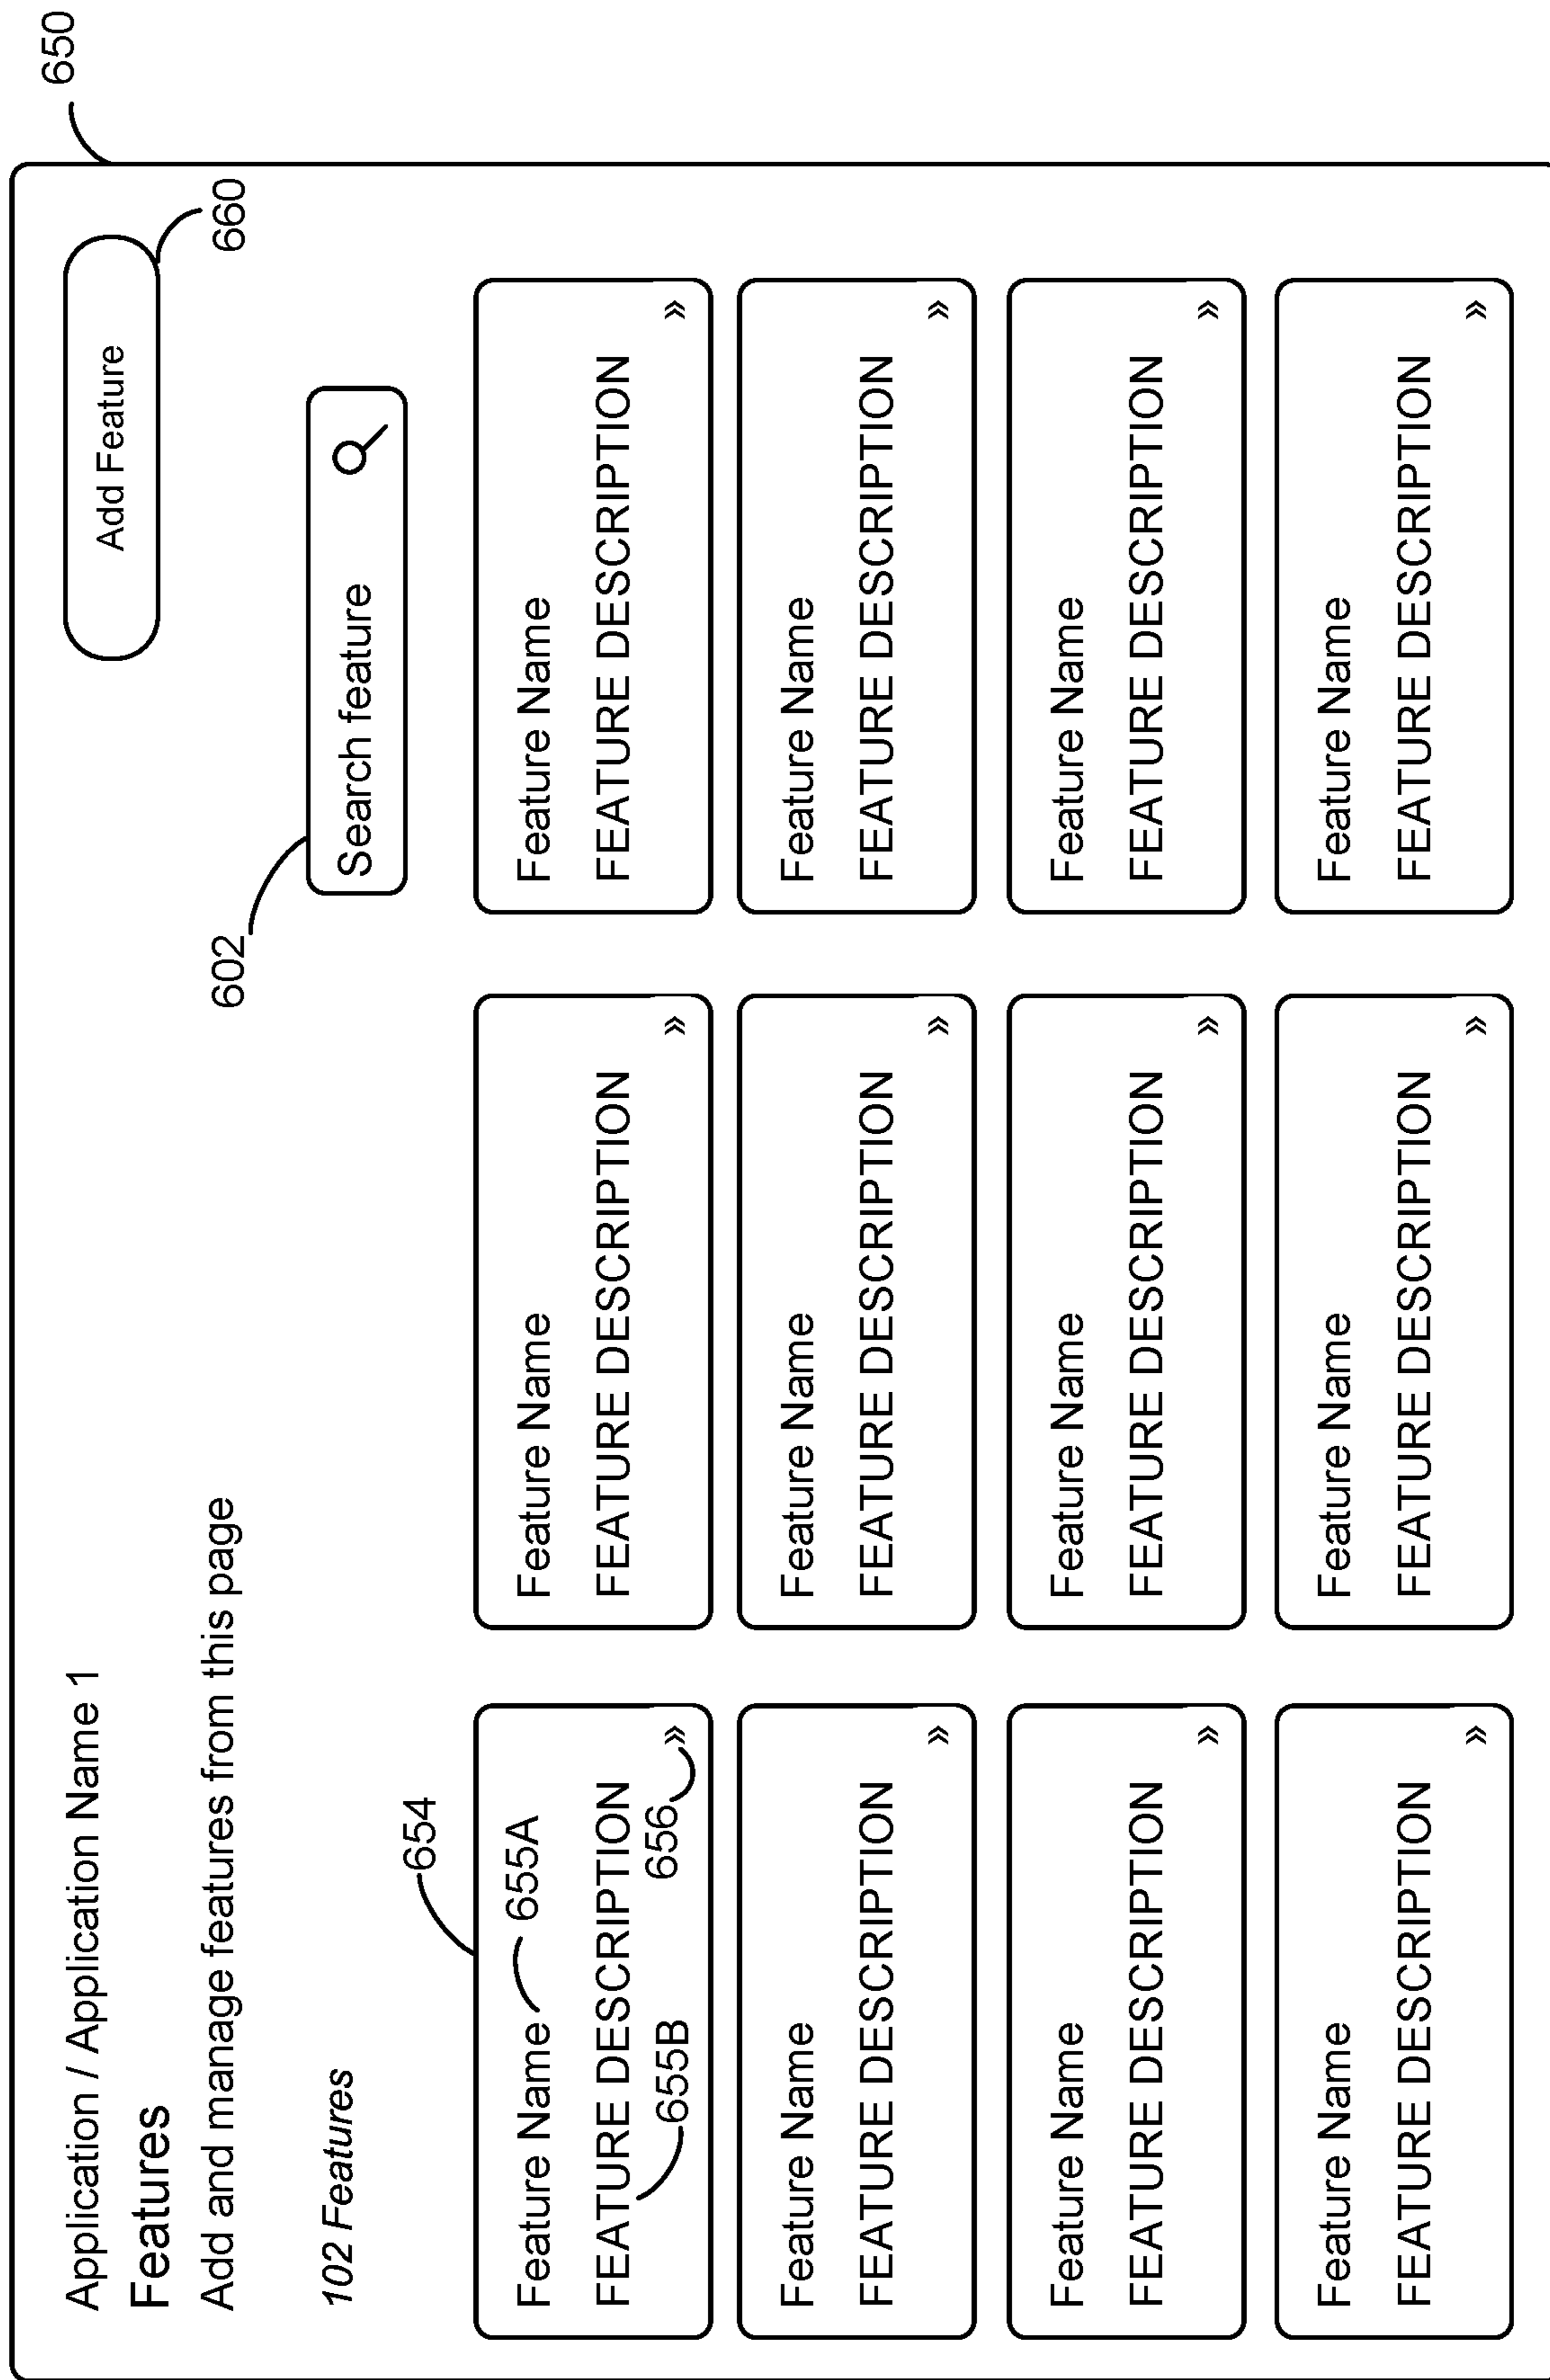 650
Application / Application Name 1
Add Feature
Features
660
Add and manage features from this page
602
102 Features
Search feature
654
Feature Name 655A
FEATURE DESCRIPTION
655B
656 »
Feature Name
FEATURE DESCRIPTION
»
Feature Name
FEATURE DESCRIPTION
»
Feature Name
FEATURE DESCRIPTION
»
Feature Name
FEATURE DESCRIPTION
»
Feature Name
FEATURE DESCRIPTION
»
Feature Name
FEATURE DESCRIPTION
»
Feature Name
FEATURE DESCRIPTION
»
Feature Name
FEATURE DESCRIPTION
»
Feature Name
FEATURE DESCRIPTION
»
Feature Name
FEATURE DESCRIPTION
»
Feature Name
FEATURE DESCRIPTION
»